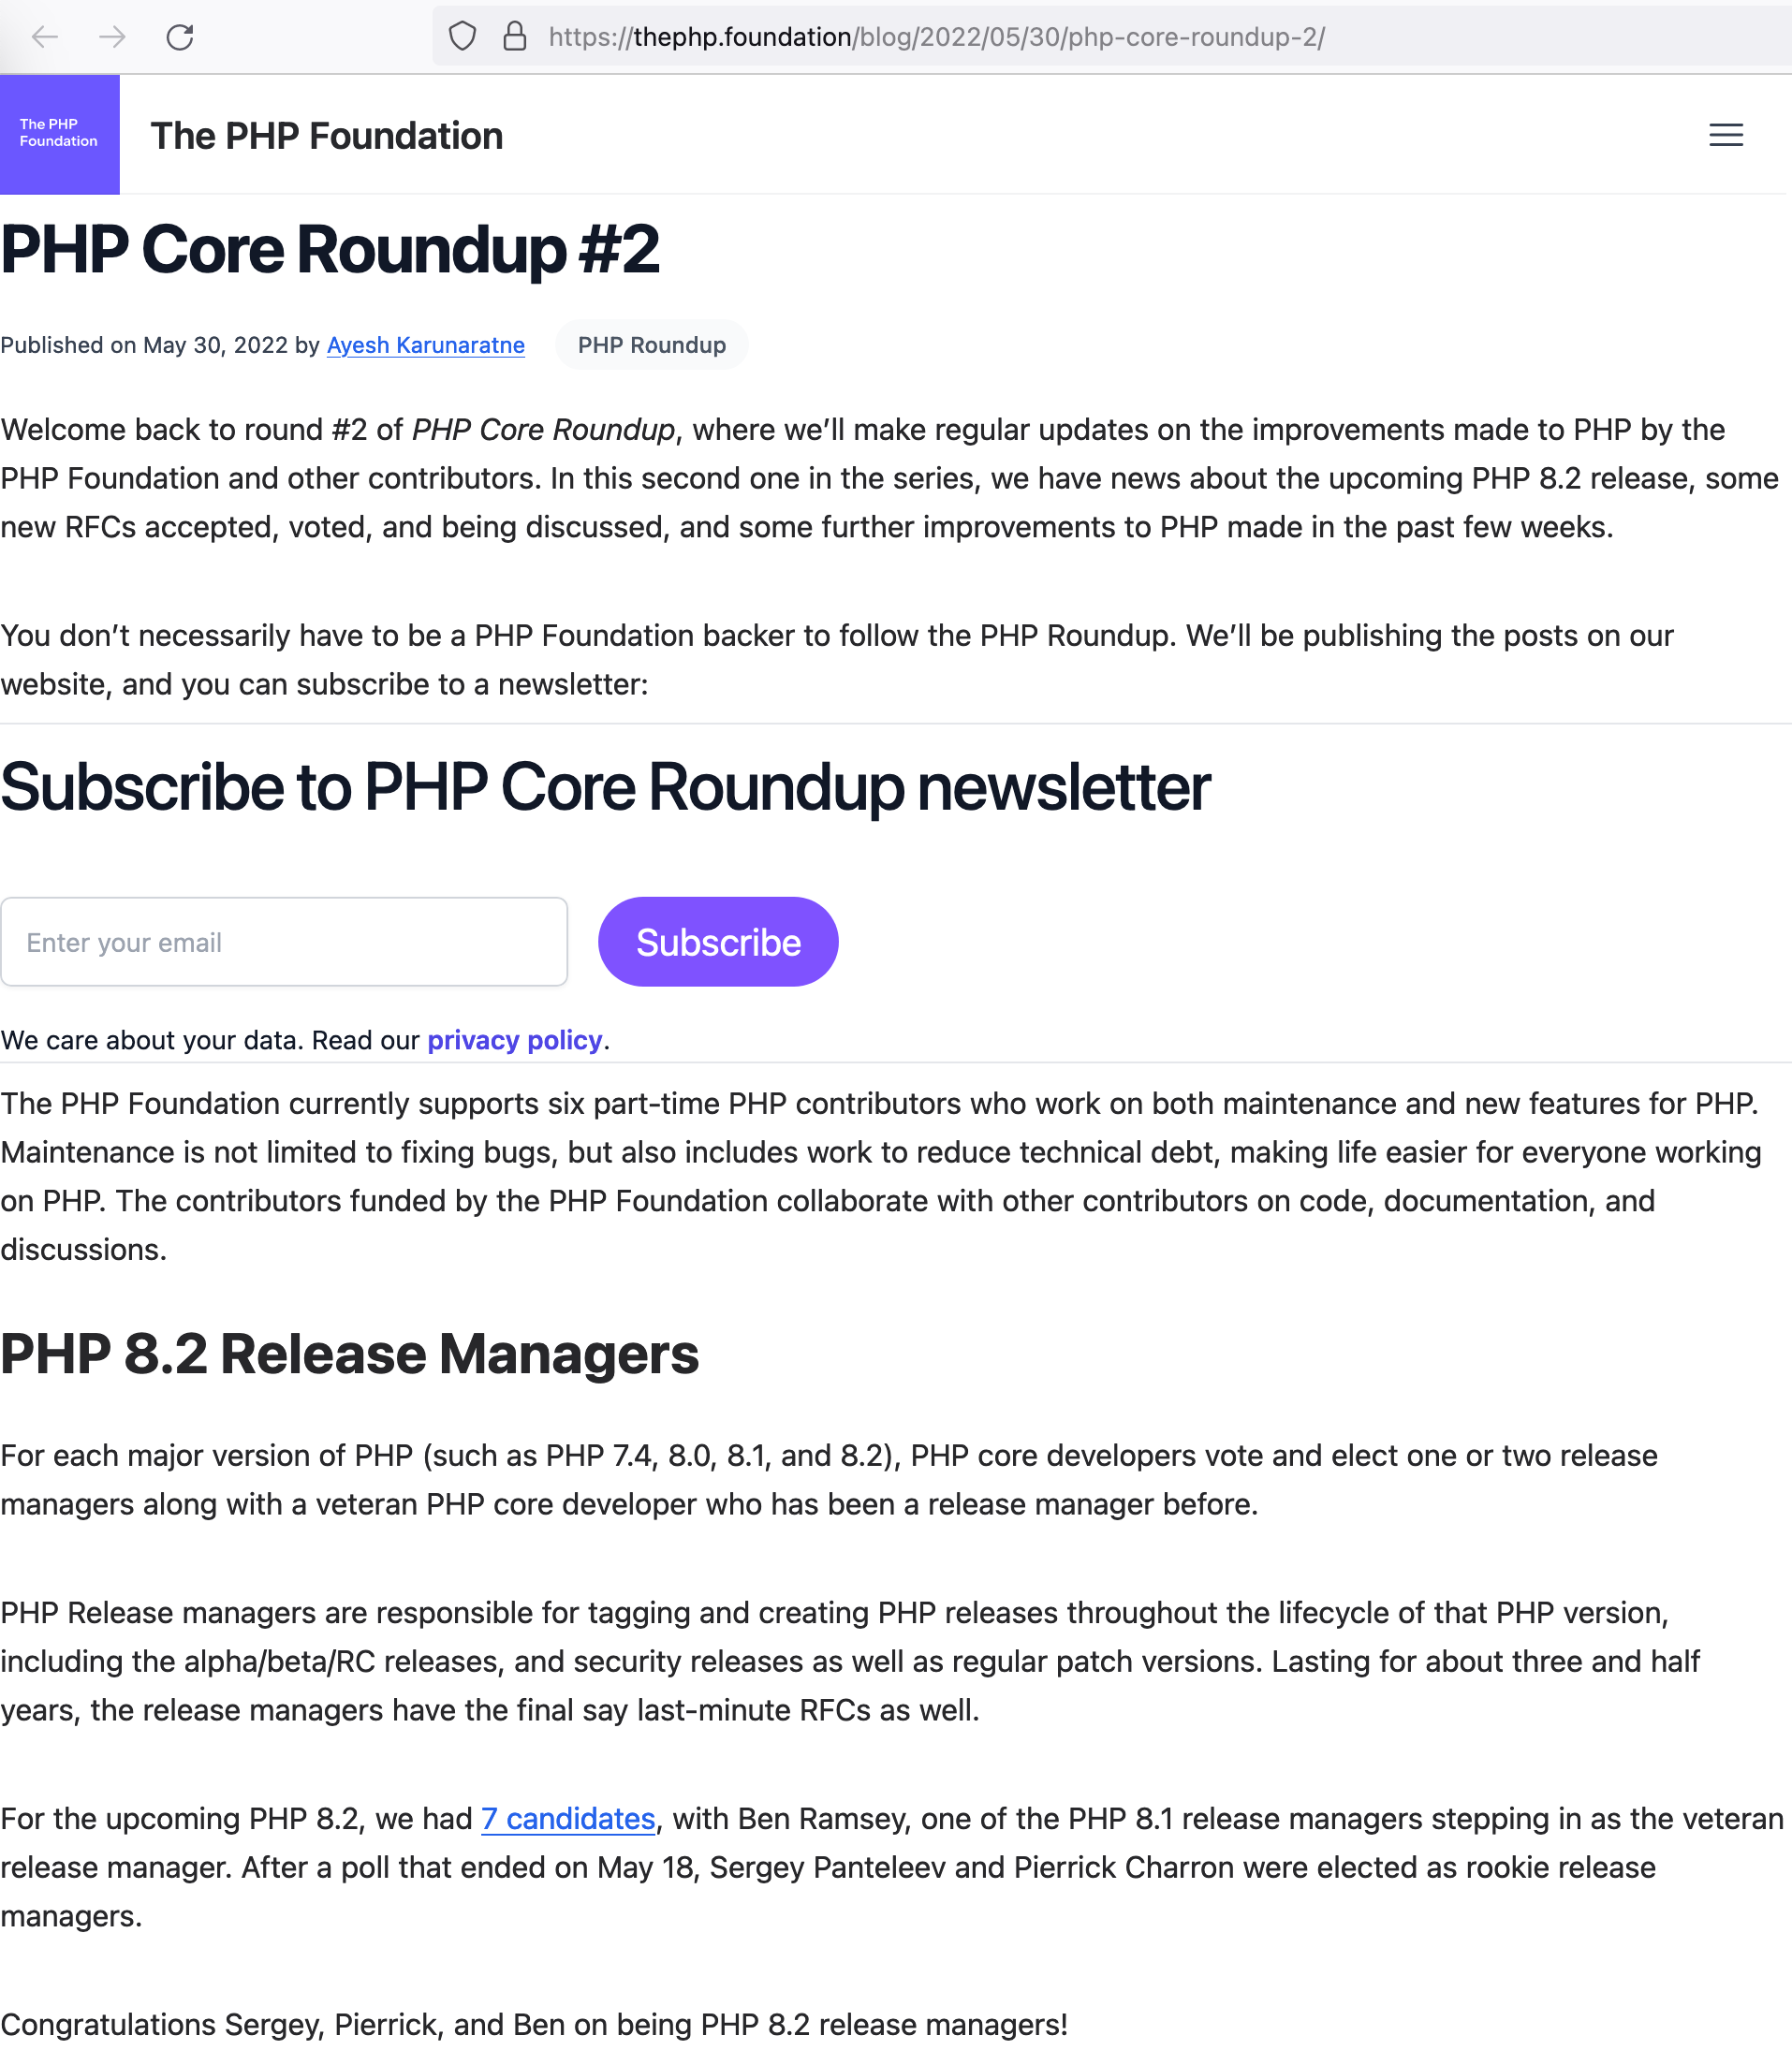 https://thephp.foundation/blog/2022/05/30/php-core-roundup-2/
The PHP
Foundation
The PHP Foundation
PHP Core Roundup #2
Published on May 30, 2022 by Ayesh Karunaratne PHP Roundup
Welcome back to round #2 of PHP Core Roundup, where we’ll make regular updates on the improvements made to PHP by the
PHP Foundation and other contributors. In this second one in the series, we have news about the upcoming PHP 8.2 release, some
new RFCs accepted, voted, and being discussed, and some further improvements to PHP made in the past few weeks.
You don’t necessarily have to be a PHP Foundation backer to follow the PHP Roundup. We’ll be publishing the posts on our
website, and you can subscribe to a newsletter:
Subscribe to PHP Core Roundup newsletter
Enter your email Subscribe
We care about your data. Read our privacy policy.
The PHP Foundation currently supports six part-time PHP contributors who work on both maintenance and new features for PHP.
Maintenance is not limited to fixing bugs, but also includes work to reduce technical debt, making life easier for everyone working
on PHP. The contributors funded by the PHP Foundation collaborate with other contributors on code, documentation, and
discussions.
PHP 8.2 Release Managers
For each major version of PHP (such as PHP 7.4, 8.0, 8.1, and 8.2), PHP core developers vote and elect one or two release
managers along with a veteran PHP core developer who has been a release manager before.
PHP Release managers are responsible for tagging and creating PHP releases throughout the lifecycle of that PHP version,
including the alpha/beta/RC releases, and security releases as well as regular patch versions. Lasting for about three and half
years, the release managers have the final say last-minute RFCs as well.
For the upcoming PHP 8.2, we had 7 candidates, with Ben Ramsey, one of the PHP 8.1 release managers stepping in as the veteran
release manager. After a poll that ended on May 18, Sergey Panteleev and Pierrick Charron were elected as rookie release
managers.
Congratulations Sergey, Pierrick, and Ben on being PHP 8.2 release managers!